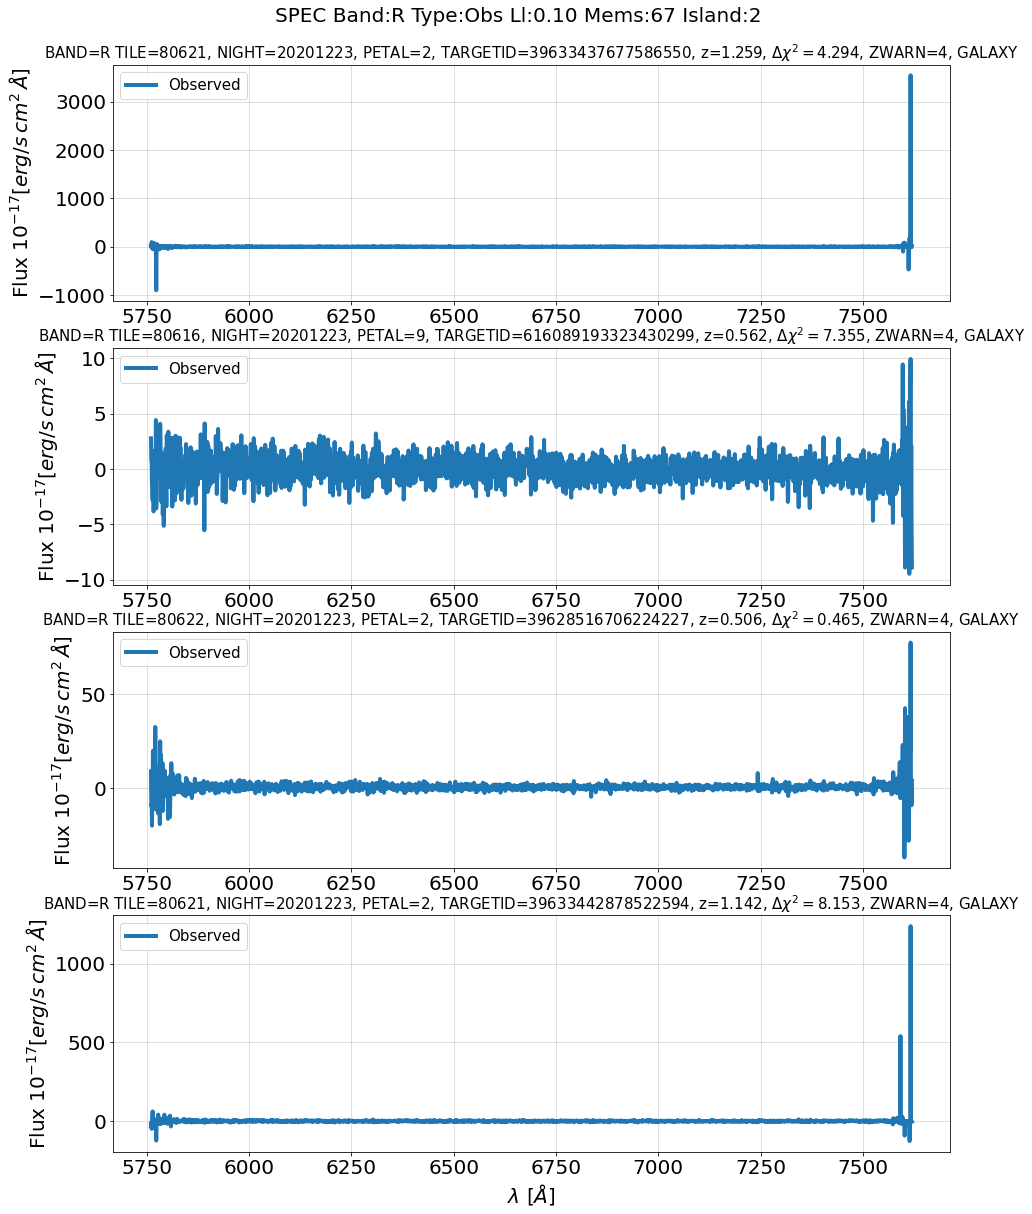 SPEC Band:R Type:Obs Ll:0.10 Mems:67 Island:2
BAND=R TILE=80621, NIGHT=20201223, PETAL=2, TARGETID=39633437677586550, z=1.259, Δχ² = 4.294, ZWARN=4, GALAXY
Observed
Flux 10⁻¹⁷[erg/s cm² Å]
3000
2000
1000
0
−1000
5750 6000 6250 6500 6750 7000 7250 7500
BAND=R TILE=80616, NIGHT=20201223, PETAL=9, TARGETID=616089193323430299, z=0.562, Δχ² = 7.355, ZWARN=4, GALAXY
Observed
Flux 10⁻¹⁷[erg/s cm² Å]
10
5
0
−5
−10
5750 6000 6250 6500 6750 7000 7250 7500
BAND=R TILE=80622, NIGHT=20201223, PETAL=2, TARGETID=39628516706224227, z=0.506, Δχ² = 0.465, ZWARN=4, GALAXY
Observed
Flux 10⁻¹⁷[erg/s cm² Å]
50
0
5750 6000 6250 6500 6750 7000 7250 7500
BAND=R TILE=80621, NIGHT=20201223, PETAL=2, TARGETID=39633442878522594, z=1.142, Δχ² = 8.153, ZWARN=4, GALAXY
Observed
Flux 10⁻¹⁷[erg/s cm² Å]
1000
500
0
5750 6000 6250 6500 6750 7000 7250 7500
λ [Å]